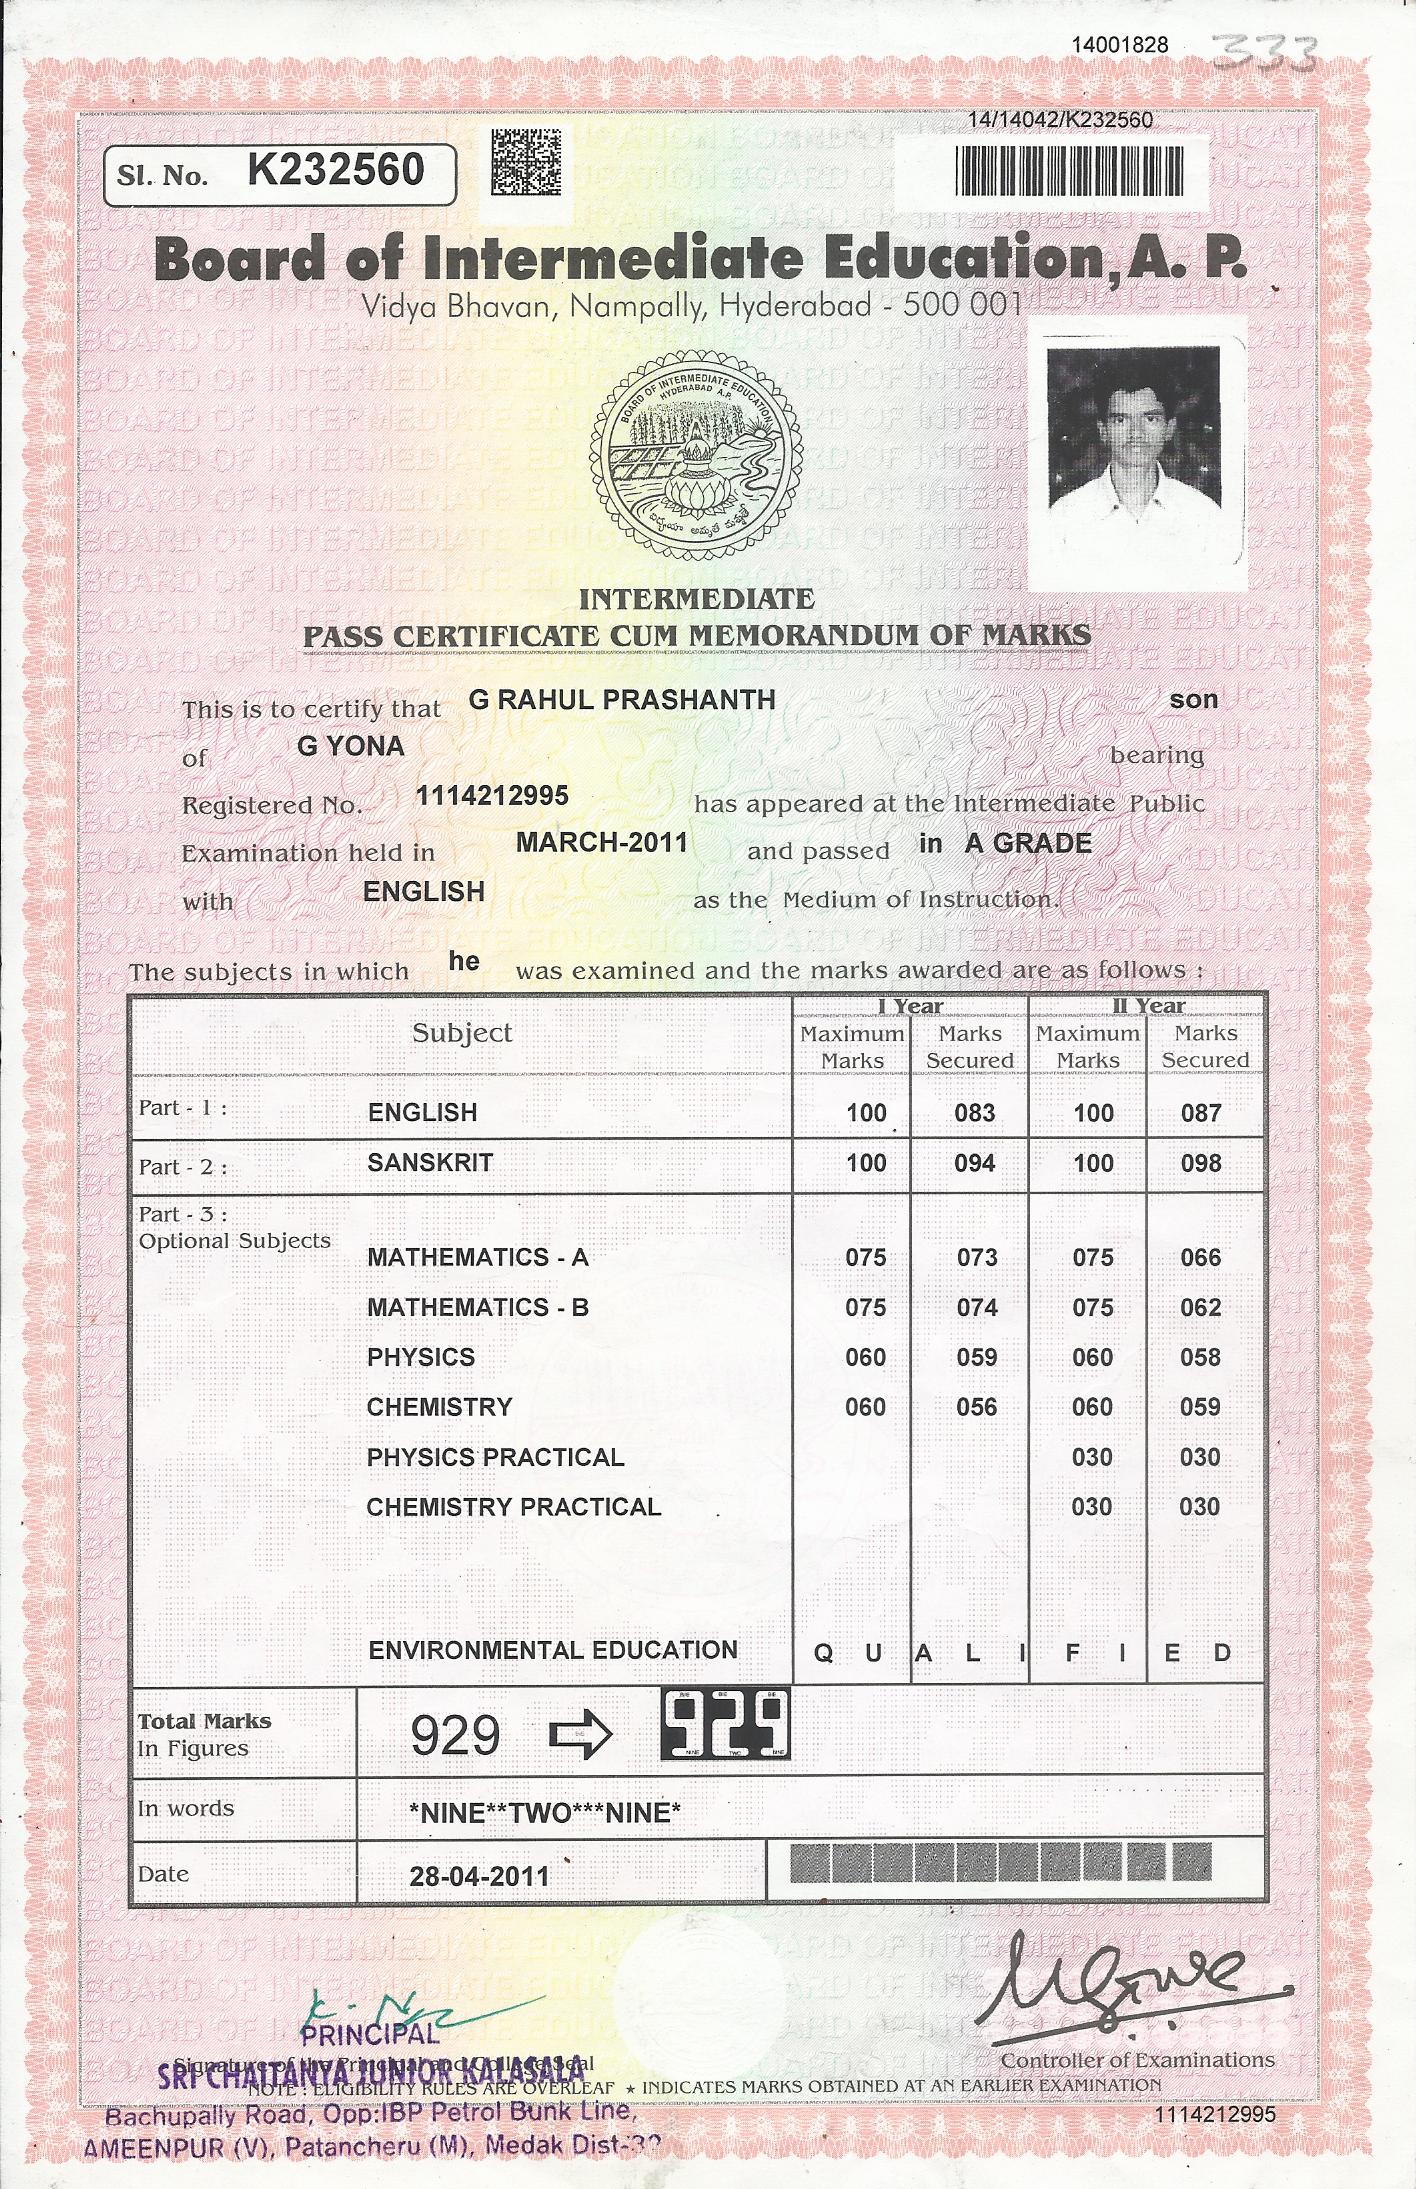 14001828 333
14/14042/K232560
Sl. No. K232560
Board of Intermediate Education, A. P.
Vidya Bhavan, Nampally, Hyderabad - 500 001
BOARD OF INTERMEDIATE EDUCATION
HYDERABAD A.P.
INTERMEDIATE
PASS CERTIFICATE CUM MEMORANDUM OF MARKS
This is to certify that G RAHUL PRASHANTH son
of G YONA bearing
Registered No. 1114212995 has appeared at the Intermediate Public
Examination held in MARCH-2011 and passed in A GRADE
with ENGLISH as the Medium of Instruction.
The subjects in which he was examined and the marks awarded are as follows :
Subject I Year II Year
Maximum Marks Marks Secured Maximum Marks Marks Secured
Part - 1 : ENGLISH 100 083 100 087
Part - 2 : SANSKRIT 100 094 100 098
Part - 3 :
Optional Subjects
MATHEMATICS - A 075 073 075 066
MATHEMATICS - B 075 074 075 062
PHYSICS 060 059 060 058
CHEMISTRY 060 056 060 059
PHYSICS PRACTICAL 030 030
CHEMISTRY PRACTICAL 030 030
ENVIRONMENTAL EDUCATION Q U A L I F I E D
Total Marks
In Figures 929 929
In words *NINE**TWO***NINE*
Date 28-04-2011
PRINCIPAL
Signature of the Principal and College Seal
SRI CHAITANYA JUNIOR KALASALA
Controller of Examinations
NOTE : ELIGIBILITY RULES ARE OVERLEAF ★ INDICATES MARKS OBTAINED AT AN EARLIER EXAMINATION
Bachupally Road, Opp:IBP Petrol Bunk Line,
1114212995
AMEENPUR (V), Patancheru (M), Medak Dist-